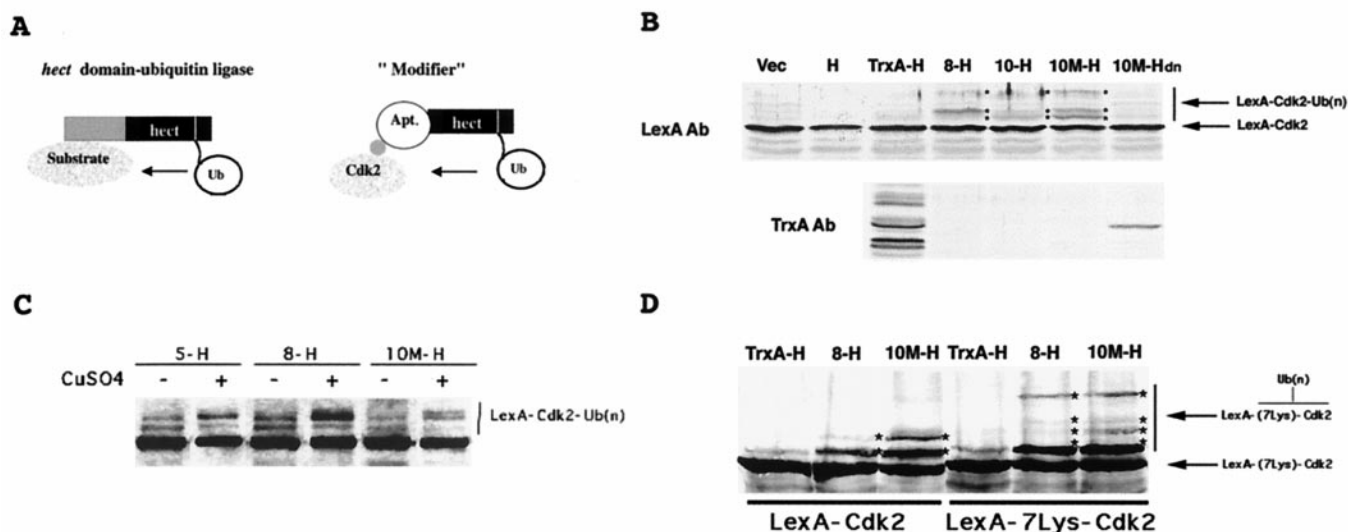 A
hect domain-ubiquitin ligase
" Modifier"
hect
Substrate
Ub
Apt.
hect
Cdk2
Ub
B
Vec H TrxA-H 8-H 10-H 10M-H 10M-Hdn
LexA Ab
LexA-Cdk2-Ub(n)
LexA-Cdk2
TrxA Ab
C
5-H 8-H 10M-H
CuSO4 - + - + - +
LexA-Cdk2-Ub(n)
D
TrxA-H 8-H 10M-H TrxA-H 8-H 10M-H
Ub(n)
LexA-(7Lys)-Cdk2
LexA-(7Lys)-Cdk2
LexA-Cdk2 LexA-7Lys-Cdk2